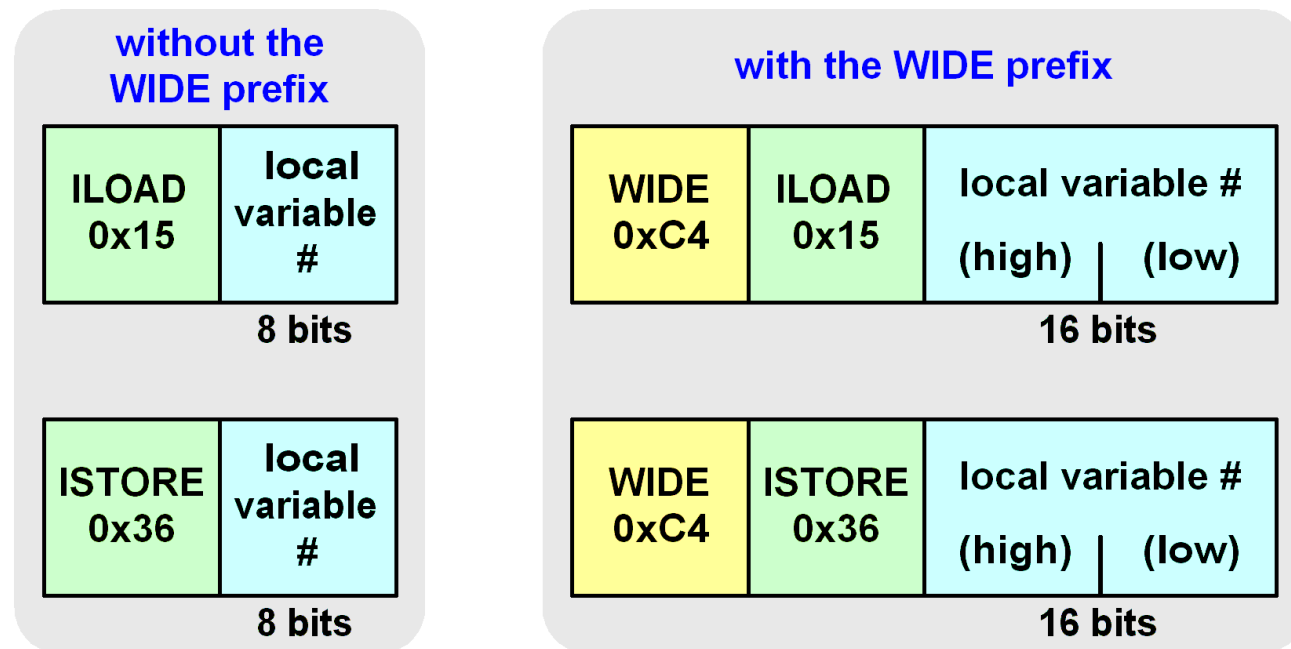 without the
WIDE prefix
ILOAD
0x15
local
variable
#
8 bits
ISTORE
0x36
local
variable
#
8 bits
with the WIDE prefix
WIDE
0xC4
ILOAD
0x15
local variable #
(high) | (low)
16 bits
WIDE
0xC4
ISTORE
0x36
local variable #
(high) | (low)
16 bits